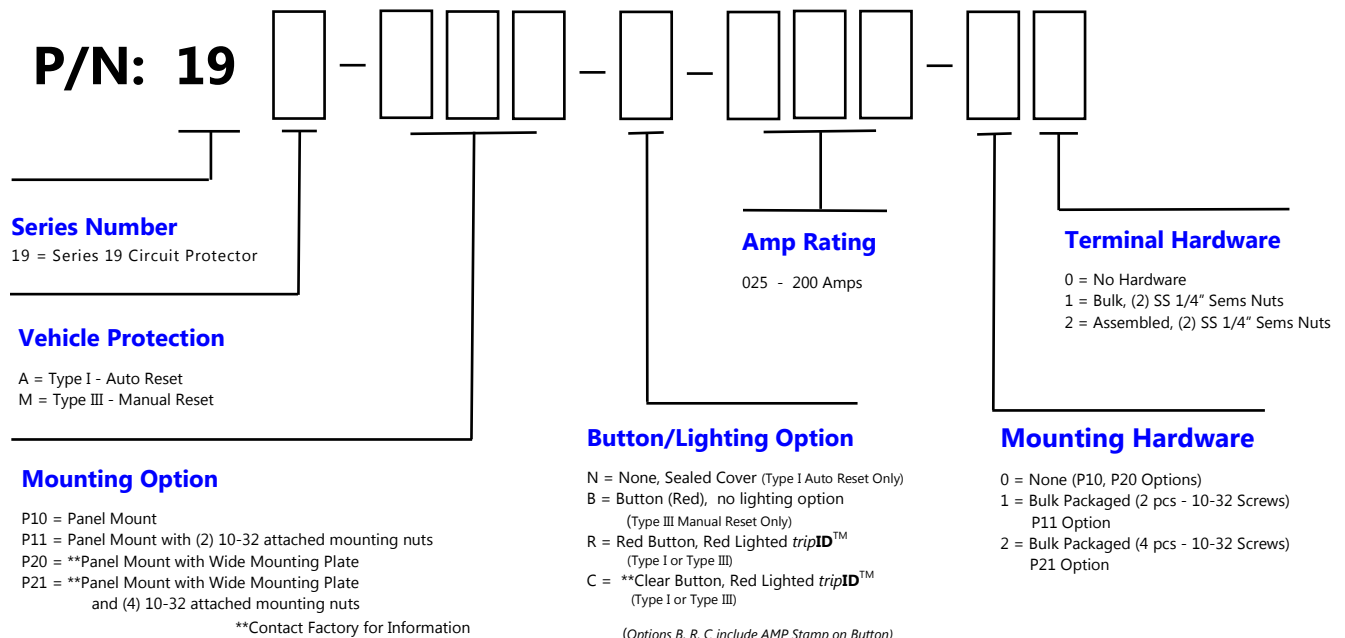 P/N: 19 – – – –
Series Number
19 = Series 19 Circuit Protector
Vehicle Protection
A = Type I - Auto Reset
M = Type III - Manual Reset
Mounting Option
P10 = Panel Mount
P11 = Panel Mount with (2) 10-32 attached mounting nuts
P20 = **Panel Mount with Wide Mounting Plate
P21 = **Panel Mount with Wide Mounting Plate
and (4) 10-32 attached mounting nuts
**Contact Factory for Information
Button/Lighting Option
N = None, Sealed Cover (Type I Auto Reset Only)
B = Button (Red), no lighting option
(Type III Manual Reset Only)
R = Red Button, Red Lighted tripID™
(Type I or Type III)
C = **Clear Button, Red Lighted tripID™
(Type I or Type III)
(Options B, R, C include AMP Stamp on Button)
Amp Rating
025 - 200 Amps
Mounting Hardware
0 = None (P10, P20 Options)
1 = Bulk Packaged (2 pcs - 10-32 Screws)
P11 Option
2 = Bulk Packaged (4 pcs - 10-32 Screws)
P21 Option
Terminal Hardware
0 = No Hardware
1 = Bulk, (2) SS 1/4" Sems Nuts
2 = Assembled, (2) SS 1/4" Sems Nuts